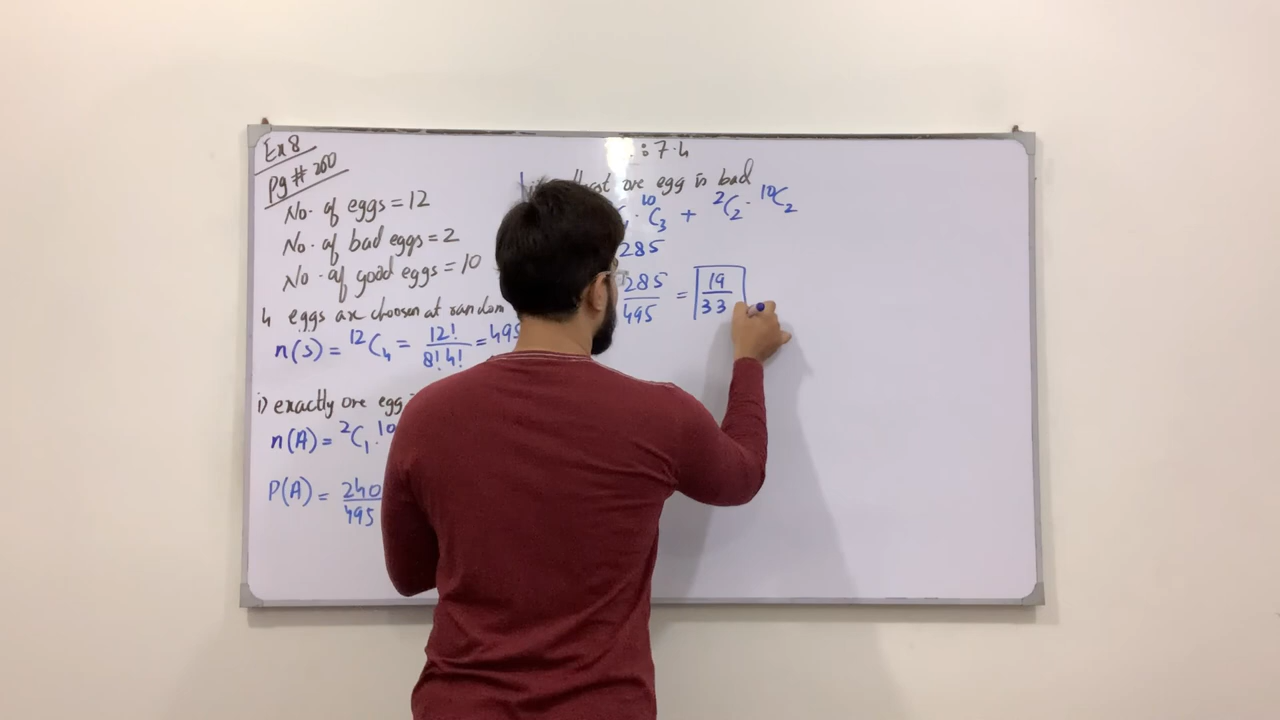 Ex 8
Pg # 260
No. of eggs = 12
No. of bad eggs = 2
No. of good eggs = 10
4 eggs are choosen at random
n(S) = ¹²C₄ = 12!/8!4! = 495
i) exactly one egg
n(A) = ²C₁ · ¹⁰
P(A) = 240/495
: 7.4
one egg is bad
· ¹⁰C₃ + ²C₂ · ¹⁰C₂
285
285/495 = 19/33